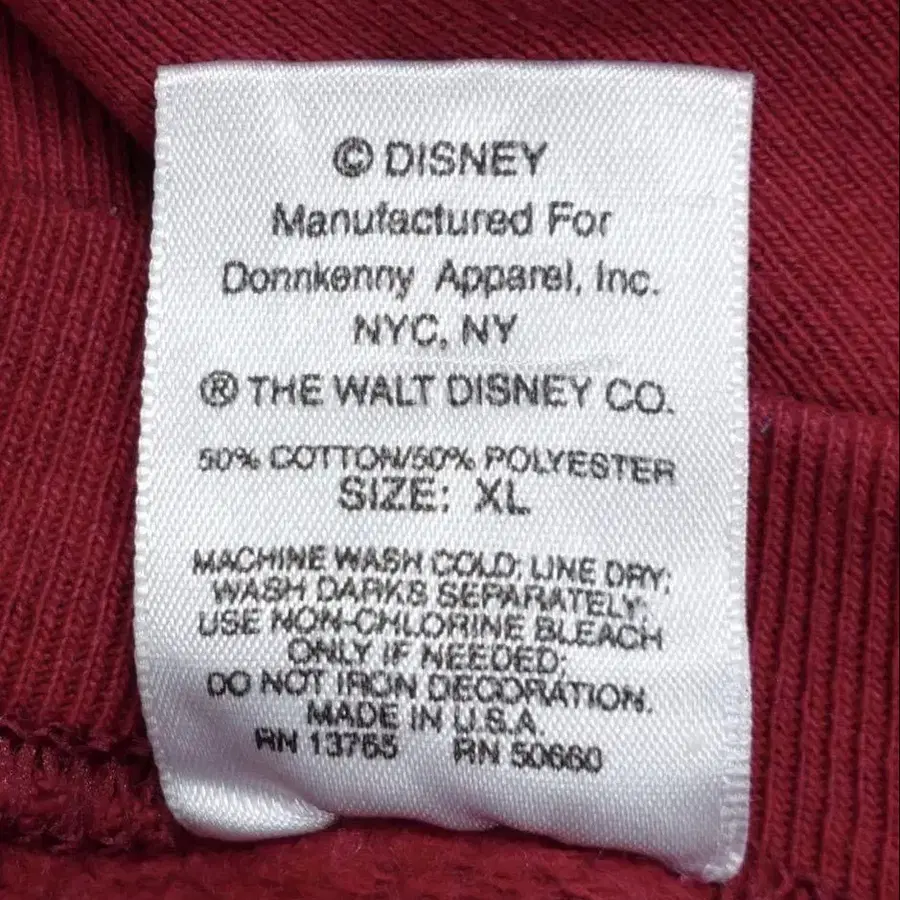 © DISNEY
Manufactured For
Donnkenny Apparel, Inc.
NYC, NY
® THE WALT DISNEY CO.
50% COTTON/50% POLYESTER
SIZE: XL
MACHINE WASH COLD; LINE DRY;
WASH DARKS SEPARATELY;
USE NON-CHLORINE BLEACH
ONLY IF NEEDED;
DO NOT IRON DECORATION.
MADE IN U.S.A.
RN 13765 RN 50660